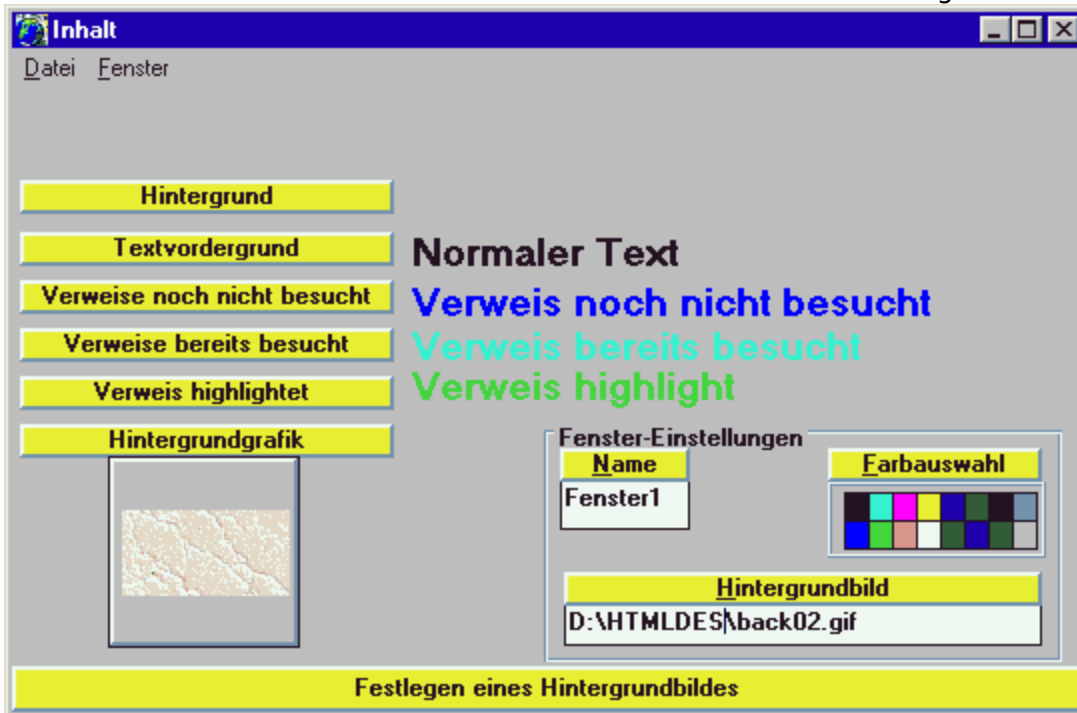 Inhalt
Datei Fenster
Hintergrund
Textvordergrund
Normaler Text
Verweise noch nicht besucht
Verweis noch nicht besucht
Verweise bereits besucht
Verweis bereits besucht
Verweis highlightet
Verweis highlight
Hintergrundgrafik
Fenster-Einstellungen
Name
Farbauswahl
Fenster1
Hintergrundbild
D:\HTMLDES\back02.gif
Festlegen eines Hintergrundbildes